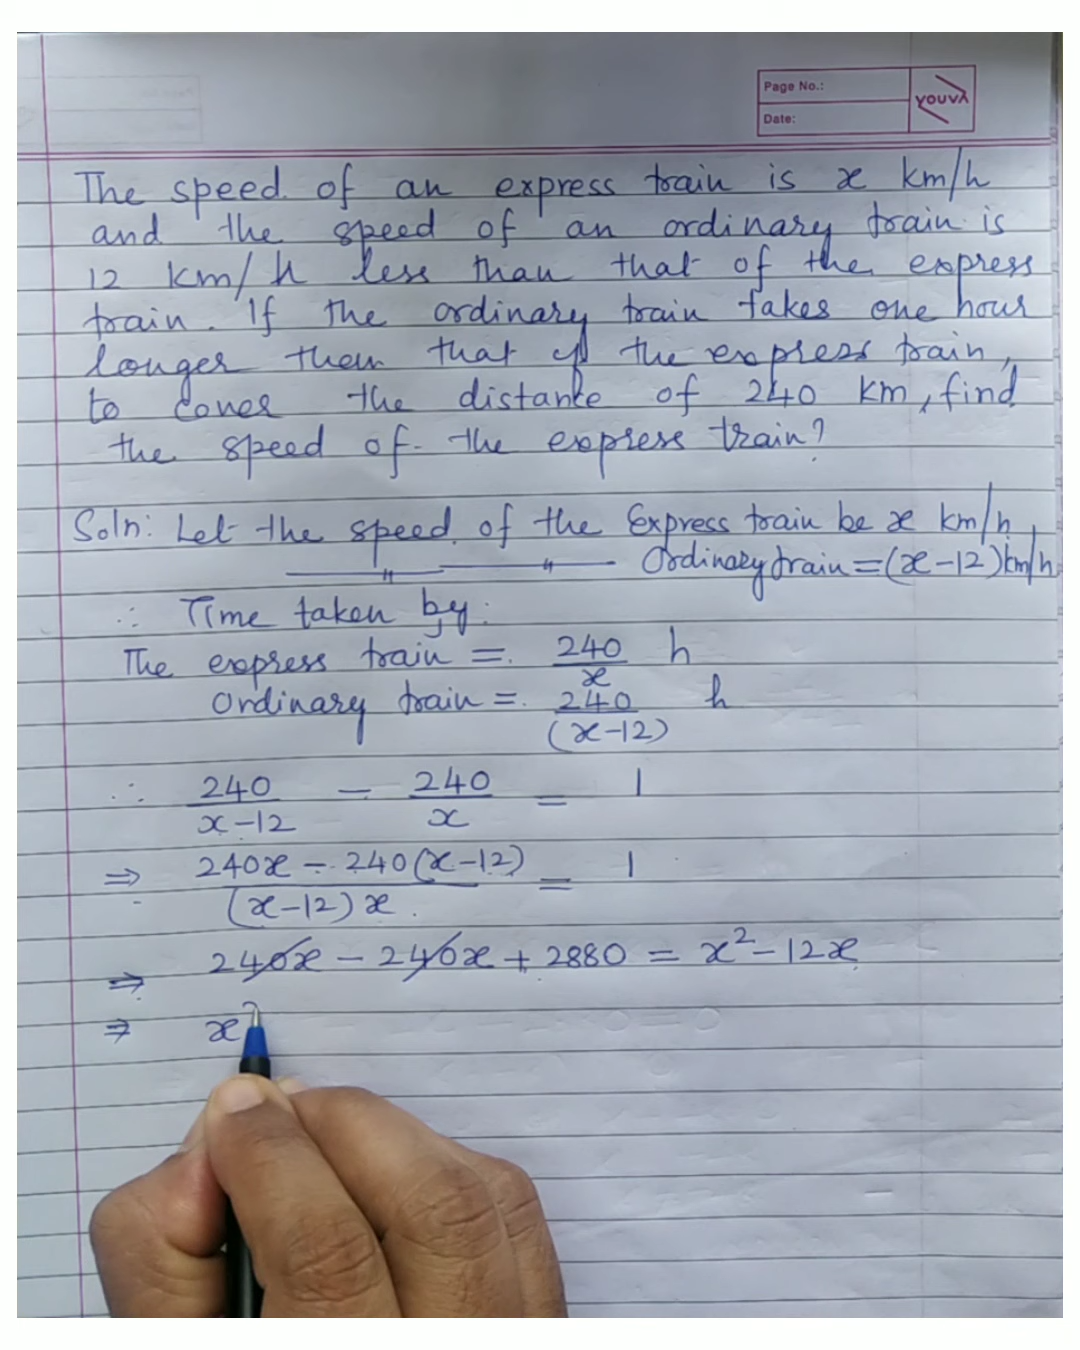 Page No.:
Date:
YOUVA
The speed of an express train is x km/h
and the speed of an ordinary train is
12 km/h less than that of the express
train. If the ordinary train takes one hour
longer then that of the express train,
to cover the distance of 240 km, find
the speed of the express train?
Soln: Let the speed of the Express train be x km/h,
—〃— —〃— Ordinary train = (x-12) km/h
∴ Time taken by:
The express train = 240/x h
Ordinary train = 240/(x-12) h
∴ 240/x-12 - 240/x = 1
⇒ 240x - 240(x-12)/(x-12)x = 1
⇒ 240x - 240x + 2880 = x² - 12x
⇒ x²